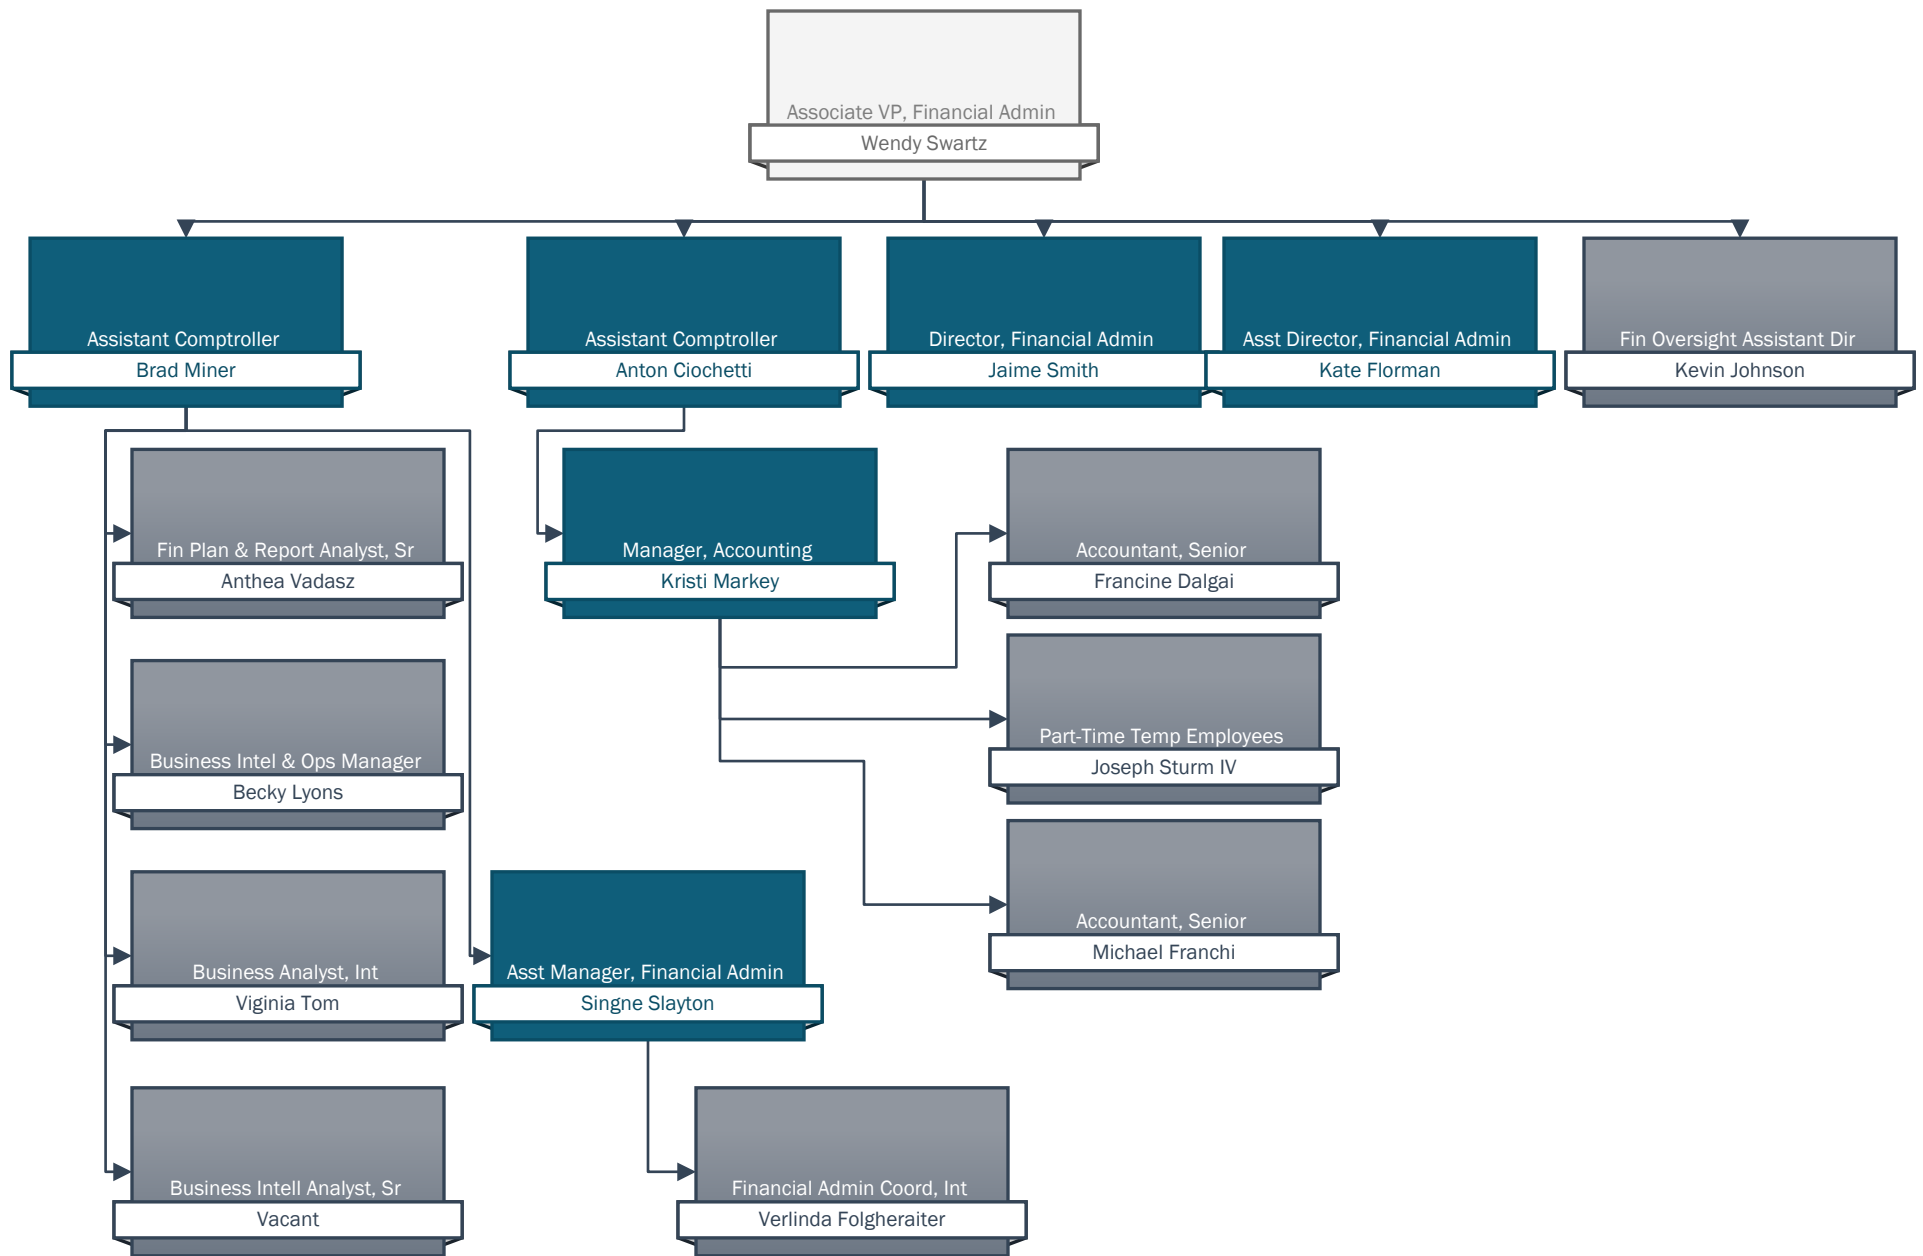 Associate VP, Financial Admin
Wendy Swartz
Assistant Comptroller
Brad Miner
Assistant Comptroller
Anton Ciochetti
Director, Financial Admin
Jaime Smith
Asst Director, Financial Admin
Kate Florman
Fin Oversight Assistant Dir
Kevin Johnson
Fin Plan & Report Analyst, Sr
Anthea Vadasz
Manager, Accounting
Kristi Markey
Accountant, Senior
Francine Dalgai
Business Intel & Ops Manager
Becky Lyons
Part-Time Temp Employees
Joseph Sturm IV
Business Analyst, Int
Viginia Tom
Asst Manager, Financial Admin
Singne Slayton
Accountant, Senior
Michael Franchi
Business Intell Analyst, Sr
Vacant
Financial Admin Coord, Int
Verlinda Folgheraiter